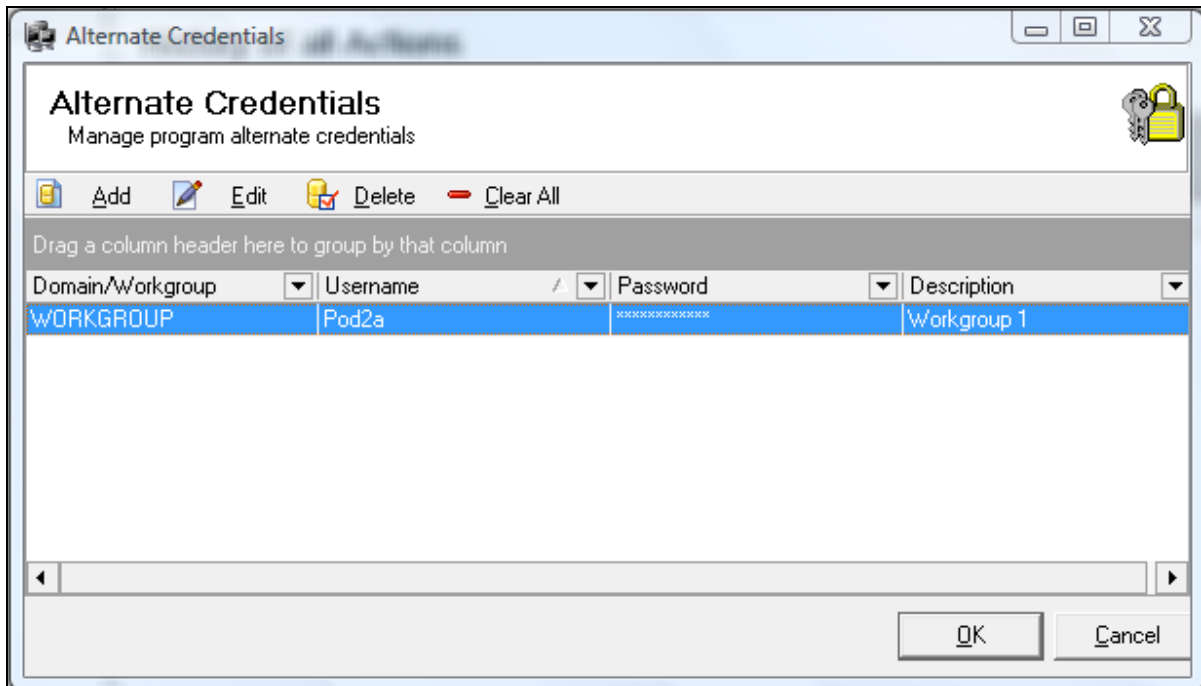 Alternate Credentials
Alternate Credentials
Manage program alternate credentials
Add Edit Delete Clear All
Drag a column header here to group by that column
Domain/Workgroup Username Password Description
WORKGROUP Pod2a ************ Workgroup 1
OK Cancel